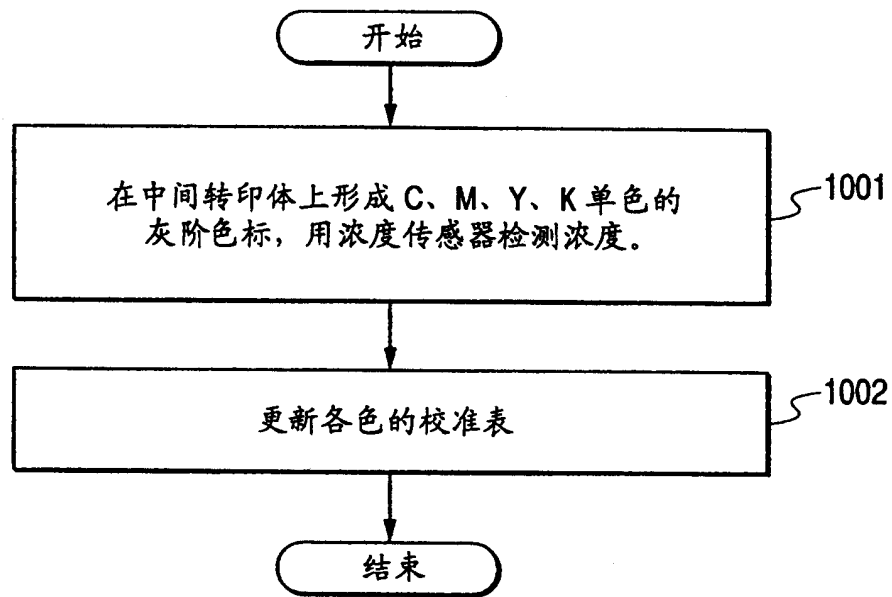 开始
在中间转印体上形成 C、M、Y、K 单色的
灰阶色标，用浓度传感器检测浓度。
1001
更新各色的校准表
1002
结束